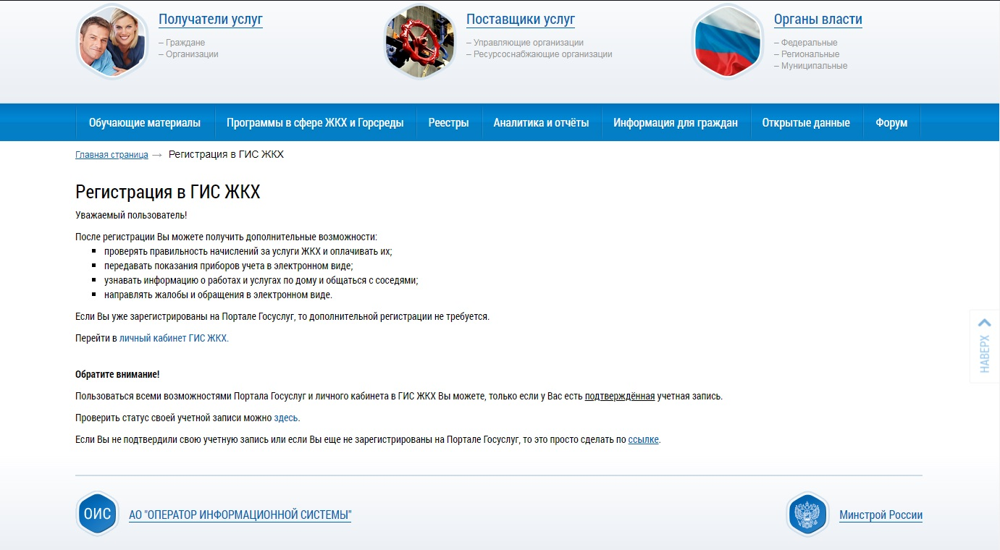 Получатели услуг
– Граждане
– Организации
Поставщики услуг
– Управляющие организации
– Ресурсоснабжающие организации
Органы власти
– Федеральные
– Региональные
– Муниципальные
Обучающие материалы
Программы в сфере ЖКХ и Горсреды
Реестры
Аналитика и отчёты
Информация для граждан
Открытые данные
Форум
Главная страница → Регистрация в ГИС ЖКХ
Регистрация в ГИС ЖКХ
Уважаемый пользователь!
После регистрации Вы можете получить дополнительные возможности:
▪ проверять правильность начислений за услуги ЖКХ и оплачивать их;
▪ передавать показания приборов учета в электронном виде;
▪ узнавать информацию о работах и услугах по дому и общаться с соседями;
▪ направлять жалобы и обращения в электронном виде.
Если Вы уже зарегистрированы на Портале Госуслуг, то дополнительной регистрации не требуется.
Перейти в личный кабинет ГИС ЖКХ.
НАВЕРХ
Обратите внимание!
Пользоваться всеми возможностями Портала Госуслуг и личного кабинета в ГИС ЖКХ Вы можете, только если у Вас есть подтверждённая учетная запись.
Проверить статус своей учетной записи можно здесь.
Если Вы не подтвердили свою учетную запись или если Вы еще не зарегистрированы на Портале Госуслуг, то это просто сделать по ссылке.
ОИС
АО "ОПЕРАТОР ИНФОРМАЦИОННОЙ СИСТЕМЫ"
Минстрой России